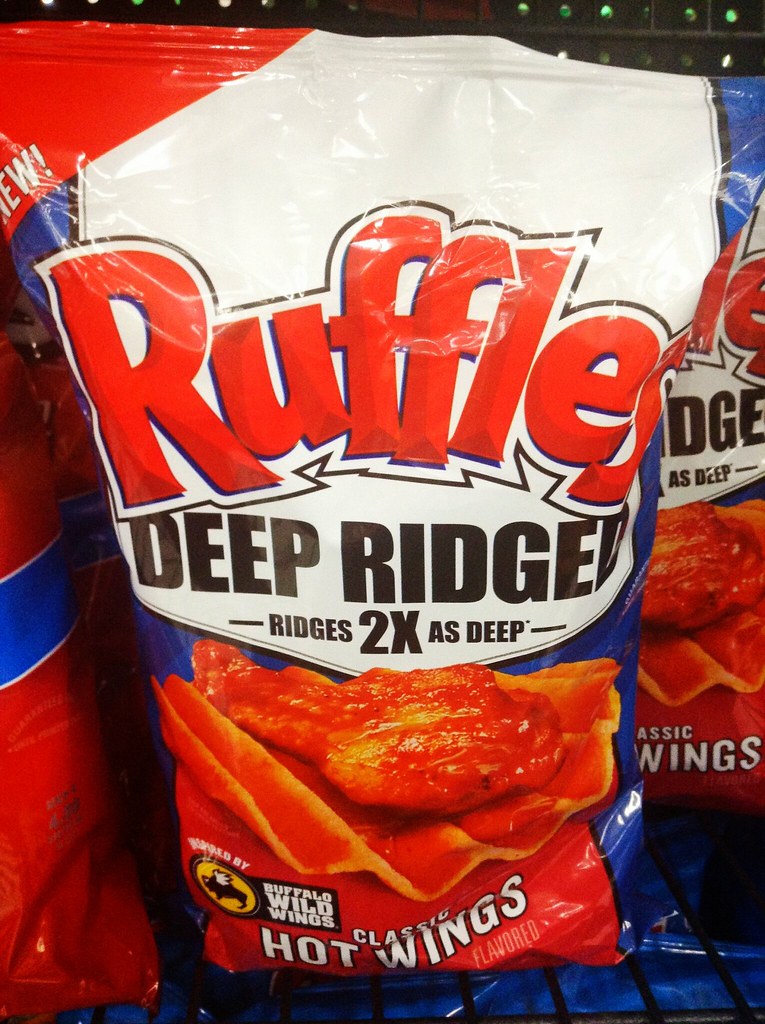 NEW!
Ruffles
DEEP RIDGED
RIDGES 2X AS DEEP*
INSPIRED BY
BUFFALO
WILD
WINGS
CLASSIC
HOT WINGS
FLAVORED
DGE
AS DEEP*
ASSIC
WINGS
FLAVORED